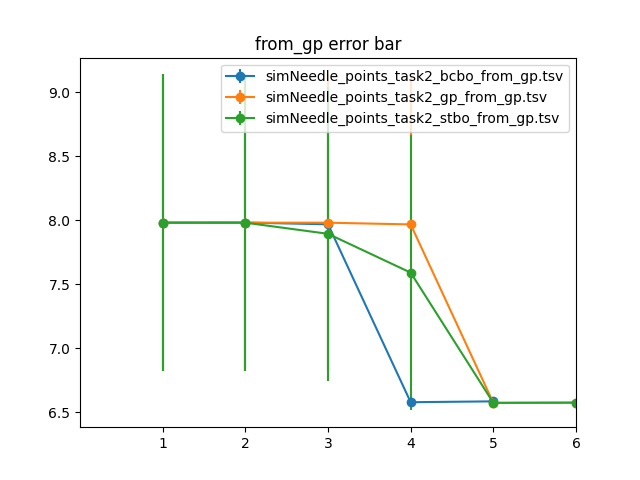 from_gp error bar
simNeedle_points_task2_bcbo_from_gp.tsv
simNeedle_points_task2_gp_from_gp.tsv
simNeedle_points_task2_stbo_from_gp.tsv
9.0
8.5
8.0
7.5
7.0
6.5
1 2 3 4 5 6